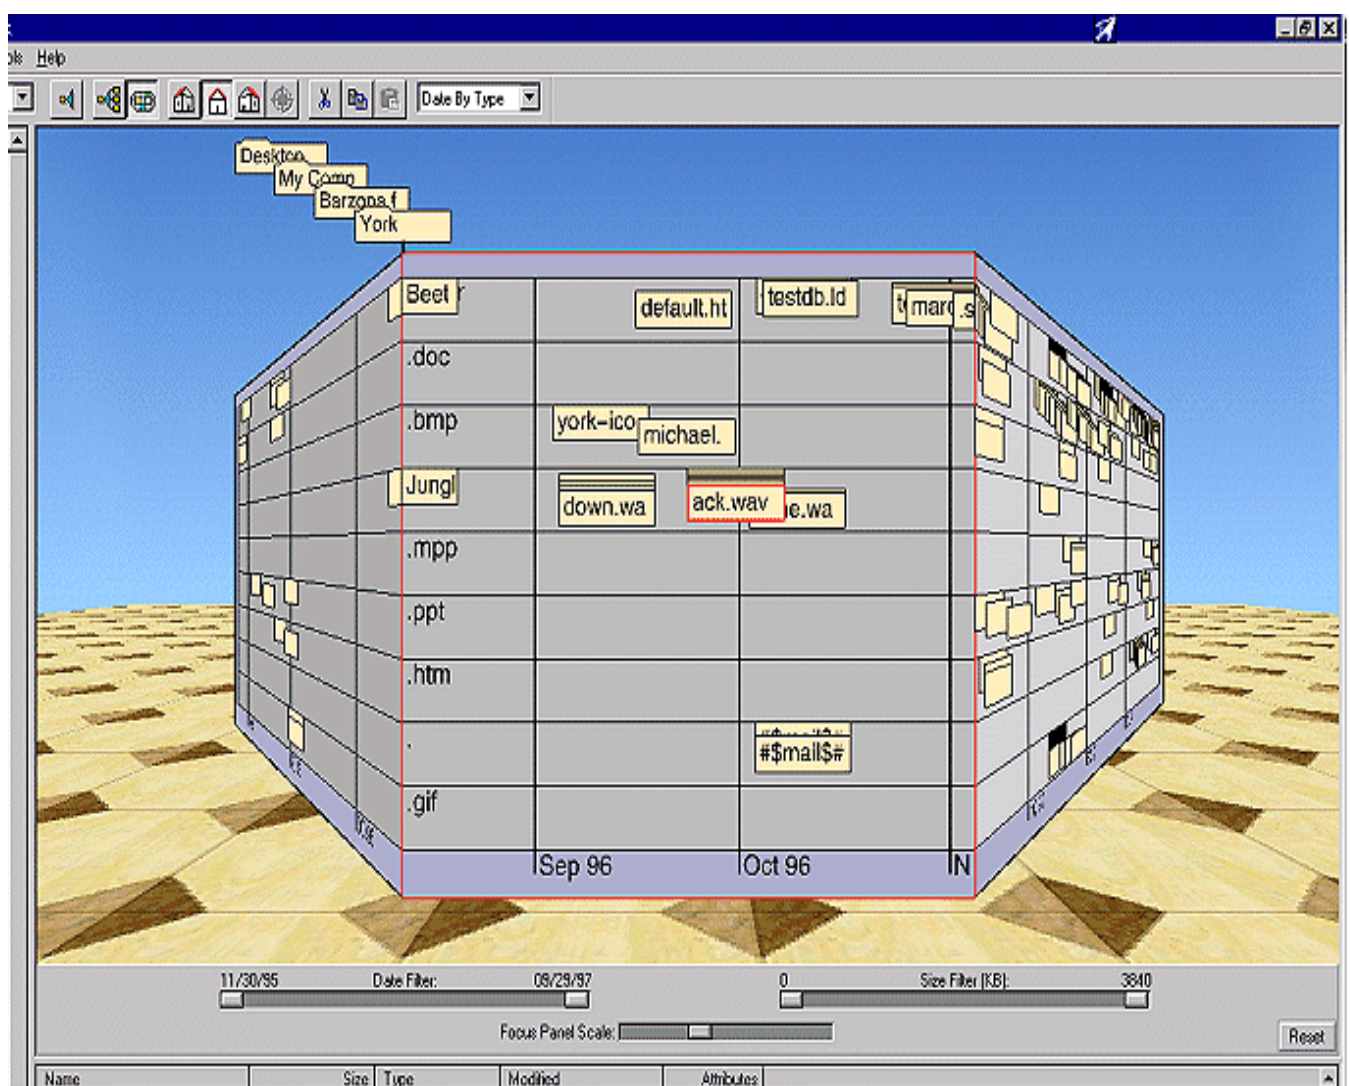 Help
Date By Type
Desktop
My Comp
Barzona.f
York
Beet
default.ht
testdb.ld
marc
.s
.doc
.bmp
york-ico
michael.
Jungl
down.wa
ack.wav
e.wa
.mpp
.ppt
.htm
.
#$mail$#
.gif
Sep 96
Oct 96
N
11/30/95
Date Filter:
09/29/97
0
Size Filter [KB]:
3840
Focus Panel Scale:
Reset
Name
Size
Type
Modified
Attributes